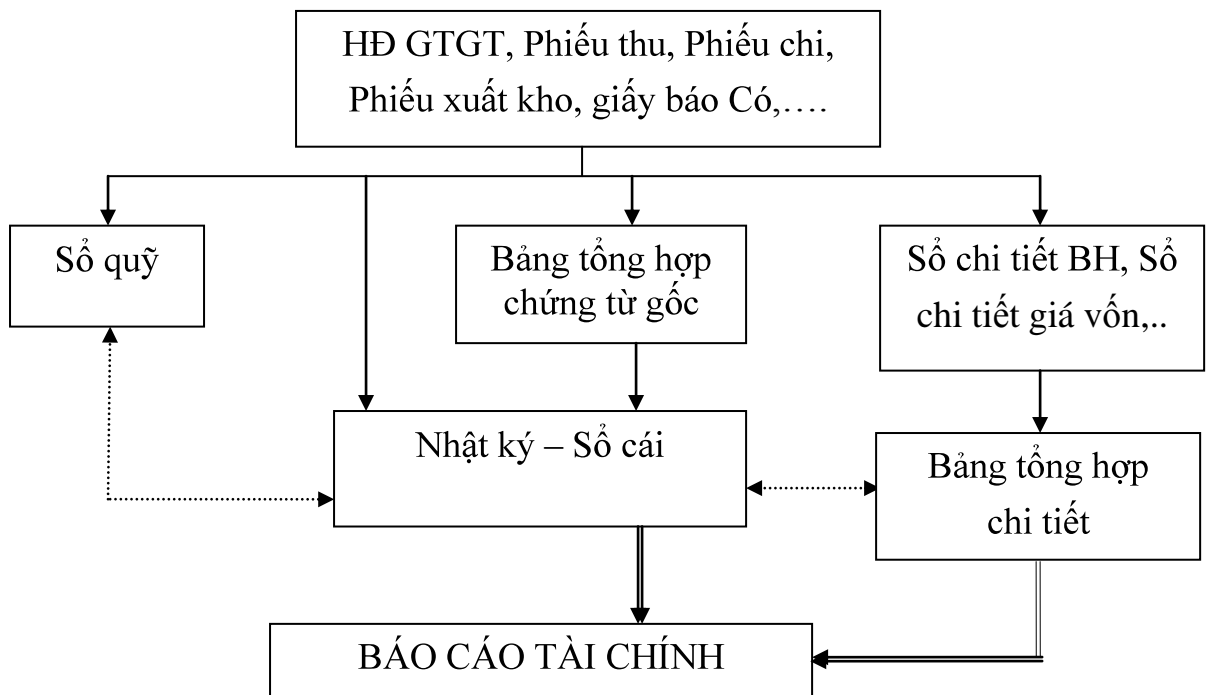 HĐ GTGT, Phiếu thu, Phiếu chi,
Phiếu xuất kho, giấy báo Có,….
Sổ quỹ
Bảng tổng hợp
chứng từ gốc
Sổ chi tiết BH, Sổ
chi tiết giá vốn,..
Nhật ký – Sổ cái
Bảng tổng hợp
chi tiết
BÁO CÁO TÀI CHÍNH